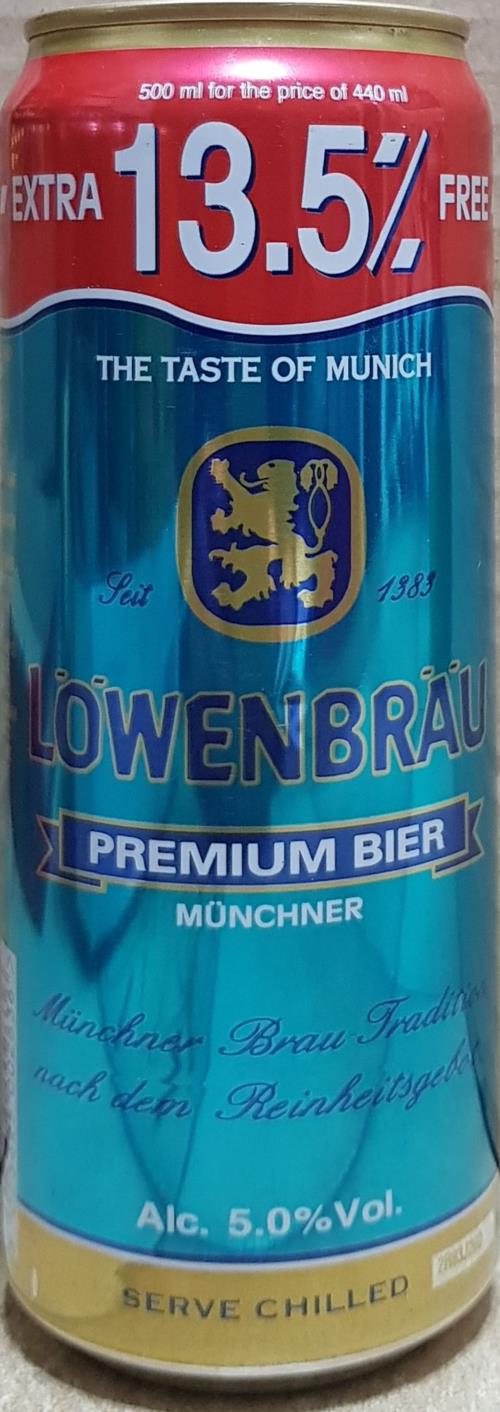 500 ml for the price of 440 ml
EXTRA 13.5% FREE
THE TASTE OF MUNICH
Seit 1383
LÖWENBRÄU
PREMIUM BIER
MÜNCHNER
Münchner Brau-Tradition
nach dem Reinheitsgebot
Alc. 5.0%Vol.
SERVE CHILLED